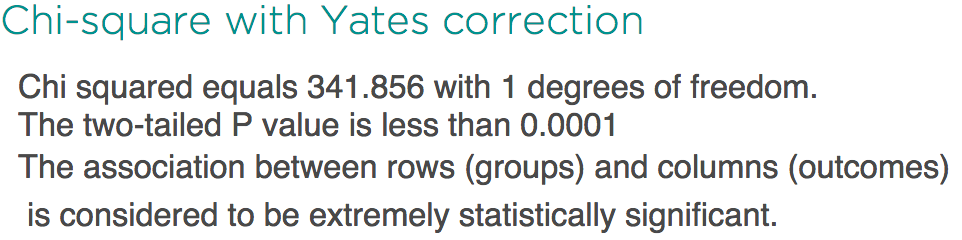 Chi-square with Yates correction
Chi squared equals 341.856 with 1 degrees of freedom.
The two-tailed P value is less than 0.0001
The association between rows (groups) and columns (outcomes)
is considered to be extremely statistically significant.